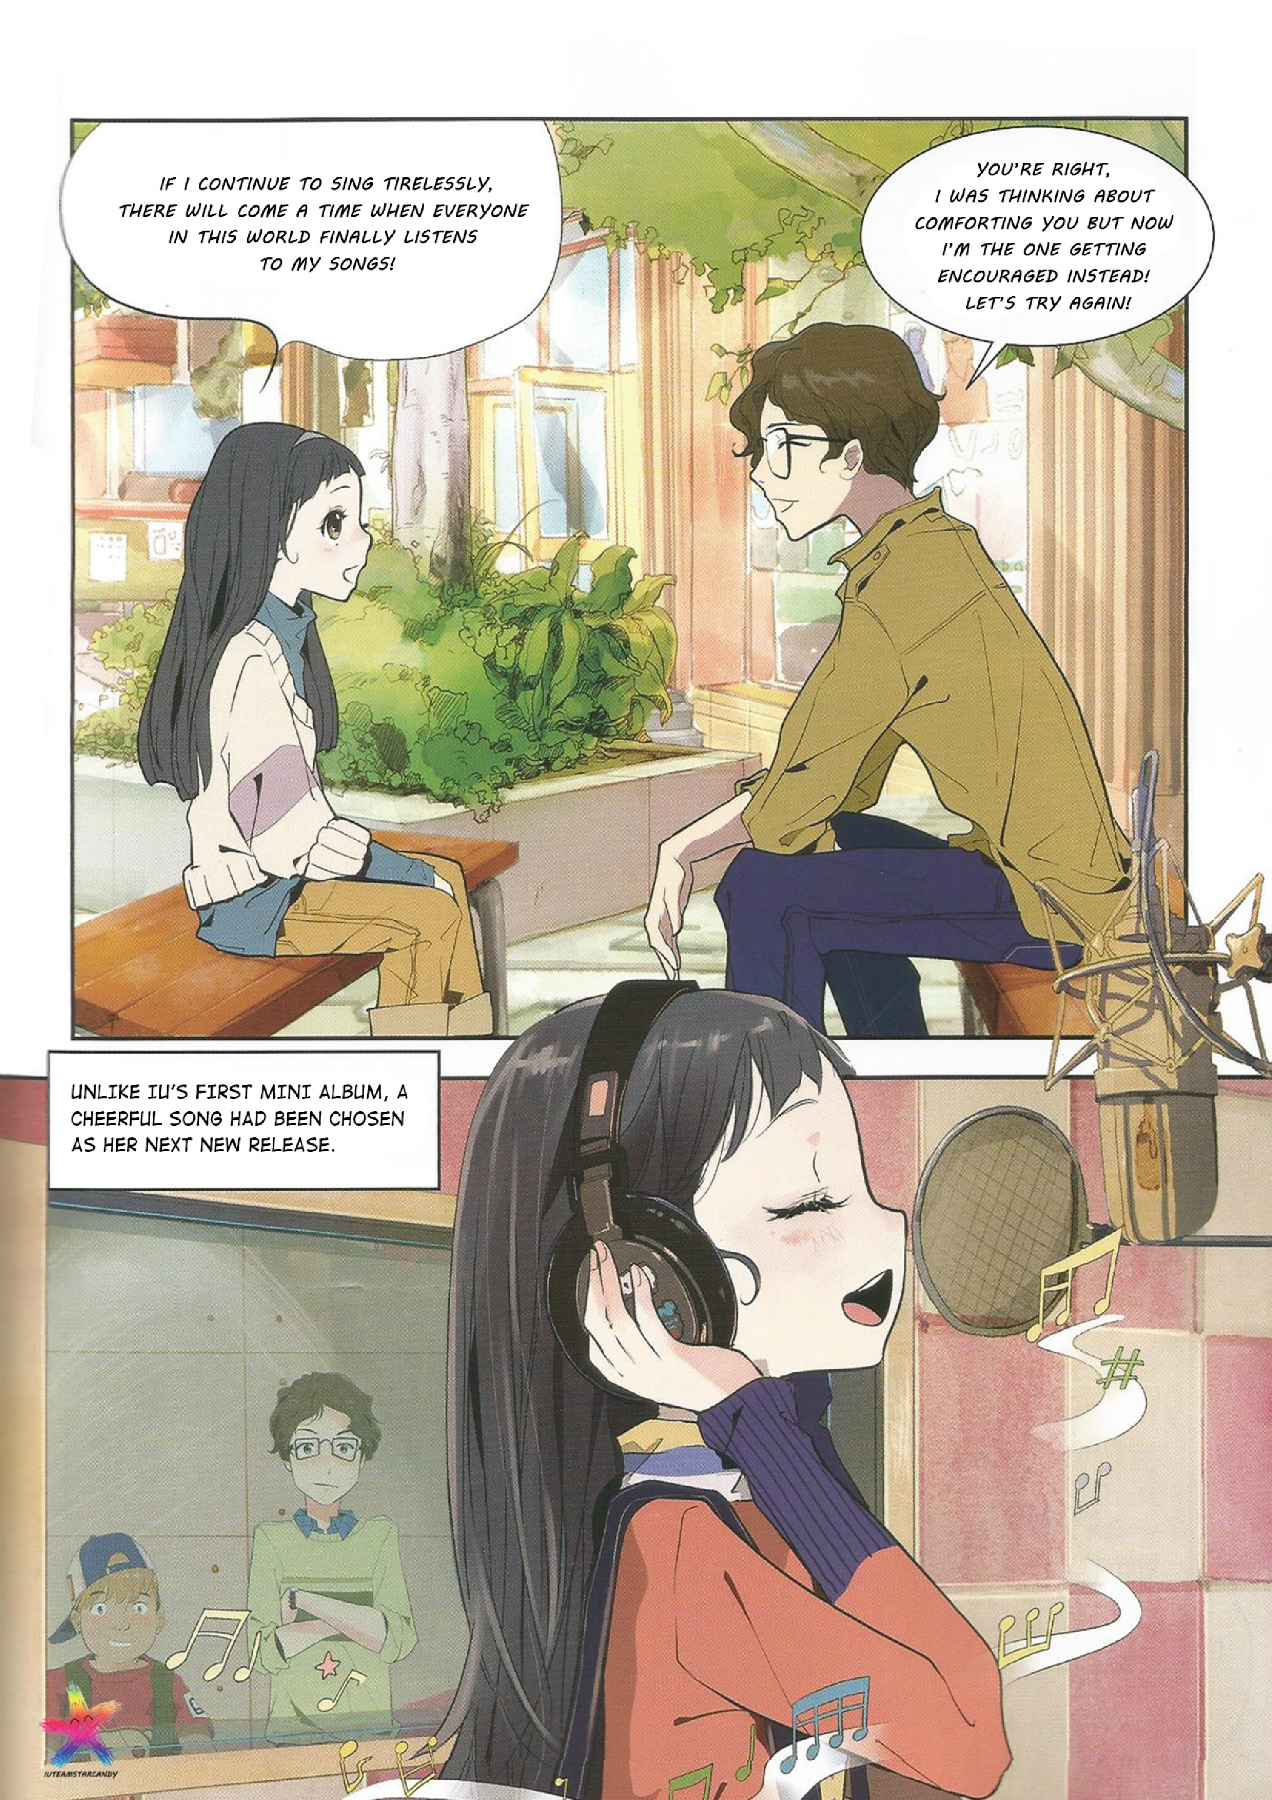 IF I CONTINUE TO SING TIRELESSLY,
THERE WILL COME A TIME WHEN EVERYONE
IN THIS WORLD FINALLY LISTENS
TO MY SONGS!
YOU'RE RIGHT,
I WAS THINKING ABOUT
COMFORTING YOU BUT NOW
I'M THE ONE GETTING
ENCOURAGED INSTEAD!
LET'S TRY AGAIN!
UNLIKE IU'S FIRST MINI ALBUM, A
CHEERFUL SONG HAD BEEN CHOSEN
AS HER NEXT NEW RELEASE.
IUTEAMSTARCANDY